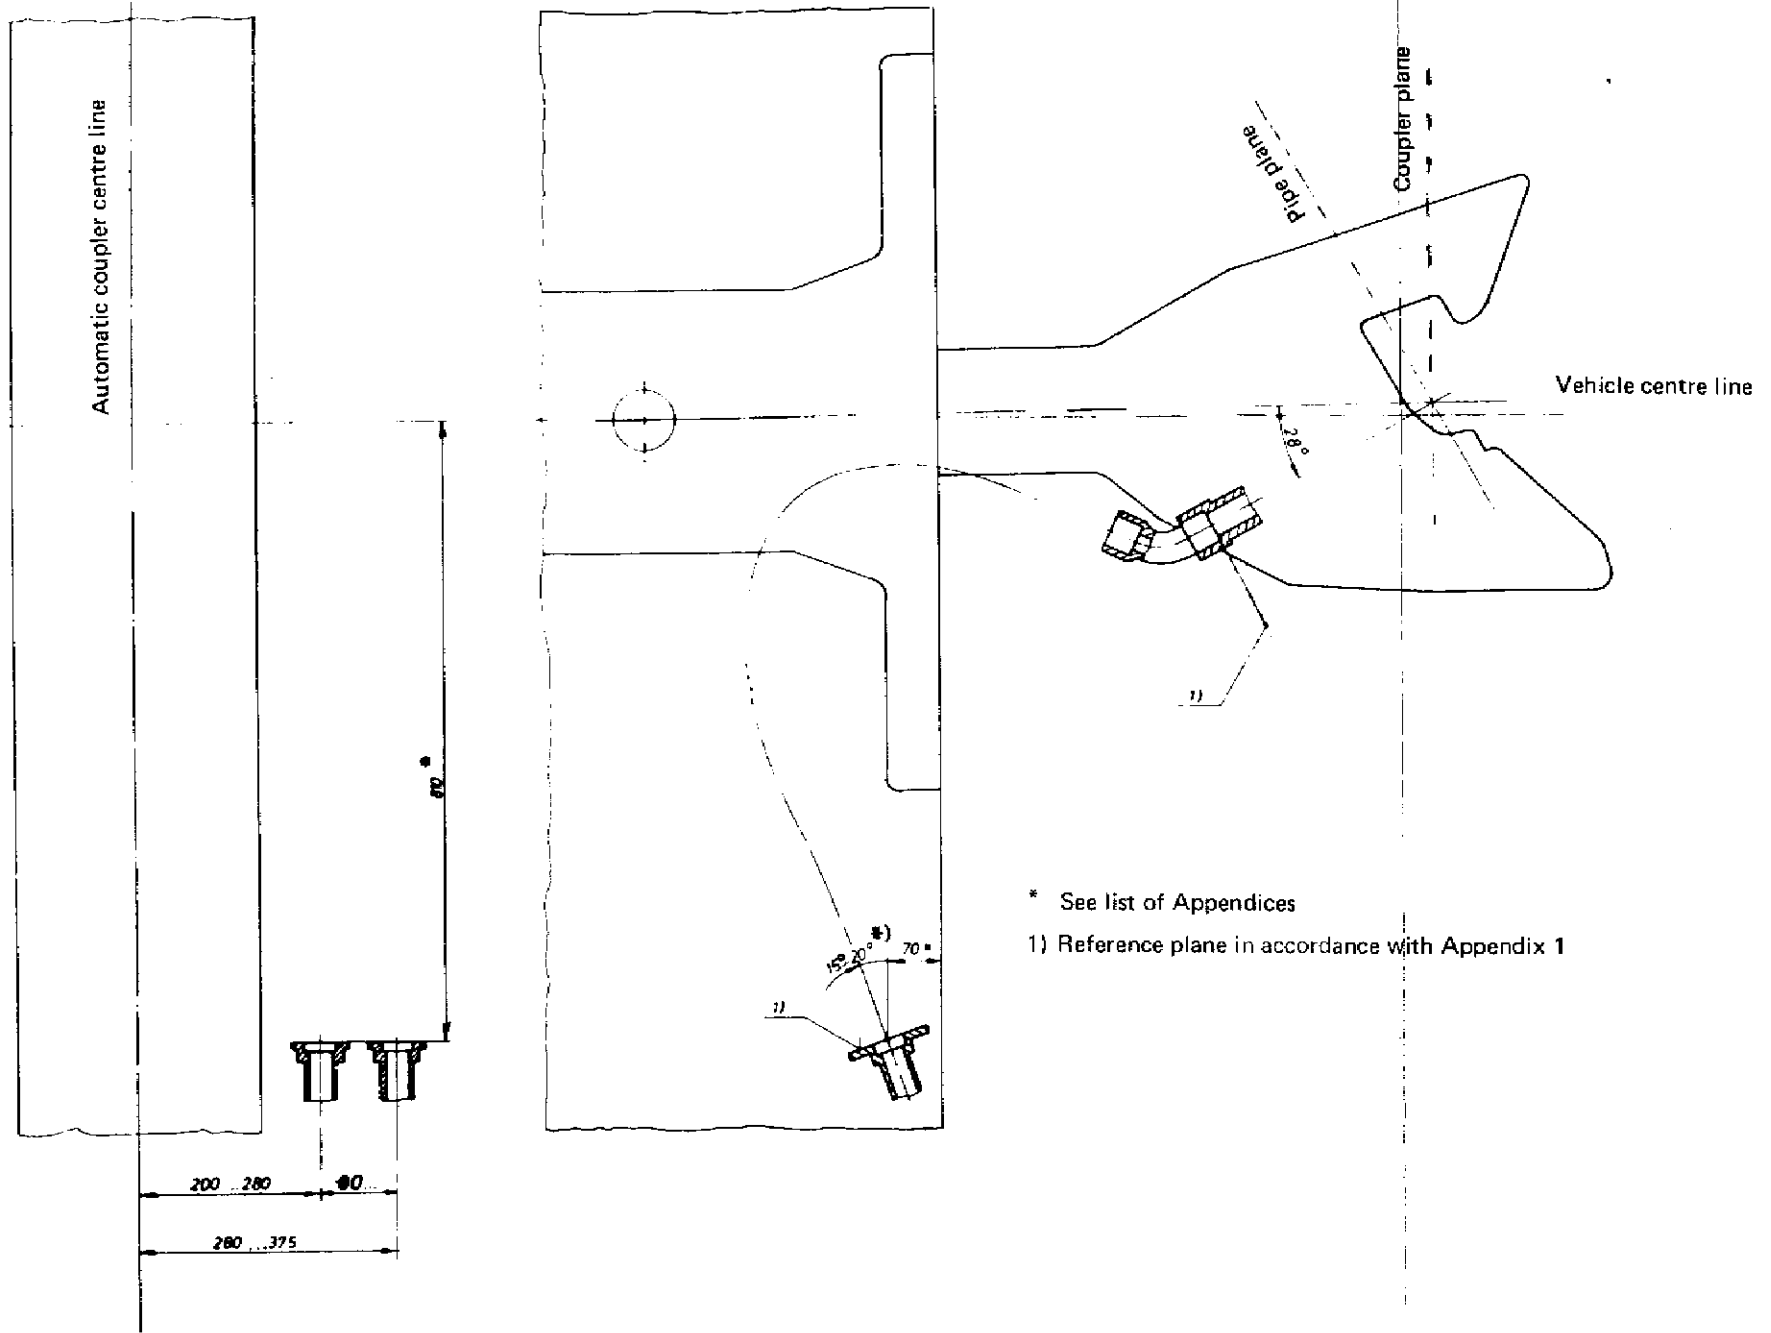 Automatic coupler centre line
Pipe plane
Coupler plane
Vehicle centre line
28°
1)
810 *
* See list of Appendices
1) Reference plane in accordance with Appendix 1
15° 20° *)
70 *
1)
200 ... 280
280 ... 375